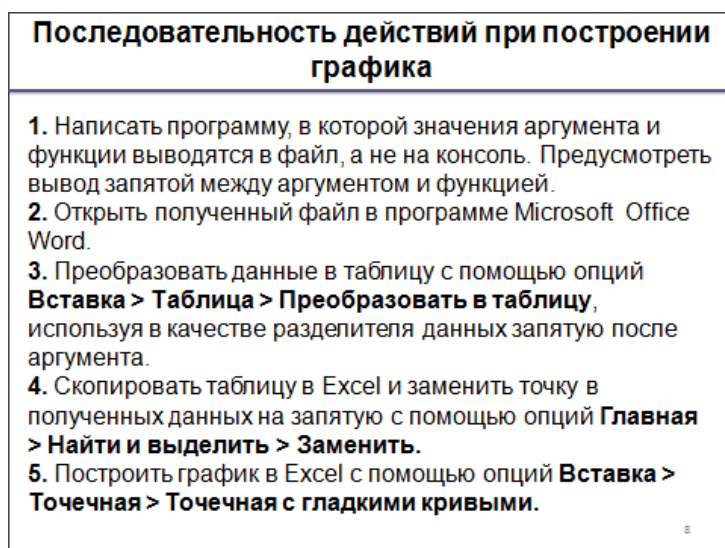 Последовательность действий при построении
графика
1. Написать программу, в которой значения аргумента и
функции выводятся в файл, а не на консоль. Предусмотреть
вывод запятой между аргументом и функцией.
2. Открыть полученный файл в программе Microsoft Office
Word.
3. Преобразовать данные в таблицу с помощью опций
Вставка > Таблица > Преобразовать в таблицу,
используя в качестве разделителя данных запятую после
аргумента.
4. Скопировать таблицу в Excel и заменить точку в
полученных данных на запятую с помощью опций Главная
> Найти и выделить > Заменить.
5. Построить график в Excel с помощью опций Вставка >
Точечная > Точечная с гладкими кривыми.
8